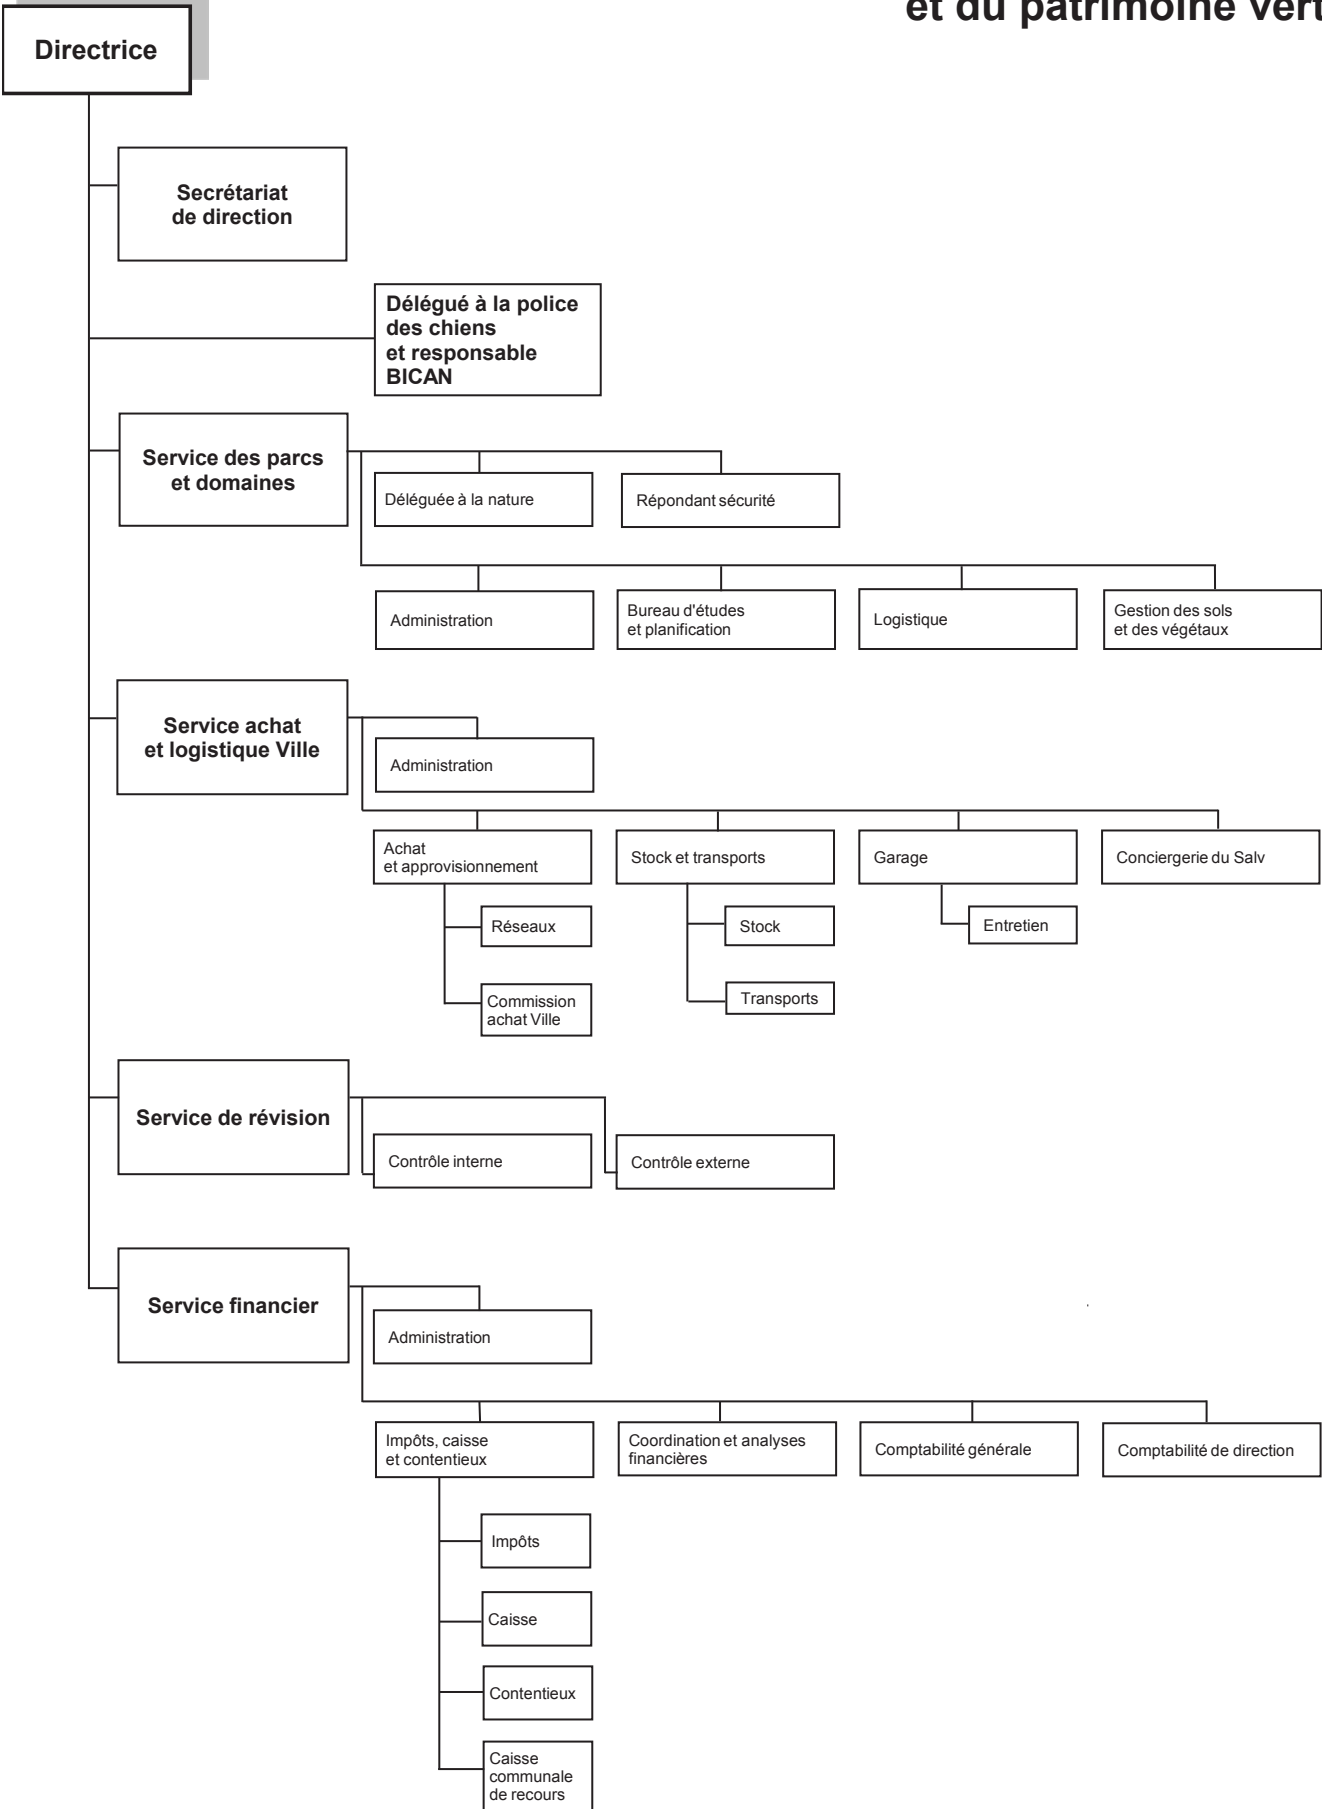 et du patrimoine vert
Directrice
Secrétariat
de direction
Délégué à la police
des chiens
et responsable
BICAN
Service des parcs
et domaines
Déléguée à la nature
Répondant sécurité
Administration
Bureau d'études
et planification
Logistique
Gestion des sols
et des végétaux
Service achat
et logistique Ville
Administration
Achat
et approvisionnement
Stock et transports
Garage
Conciergerie du Salv
Réseaux
Stock
Entretien
Commission
achat Ville
Transports
Service de révision
Contrôle interne
Contrôle externe
Service financier
Administration
Impôts, caisse
et contentieux
Coordination et analyses
financières
Comptabilité générale
Comptabilité de direction
Impôts
Caisse
Contentieux
Caisse
communale
de recours